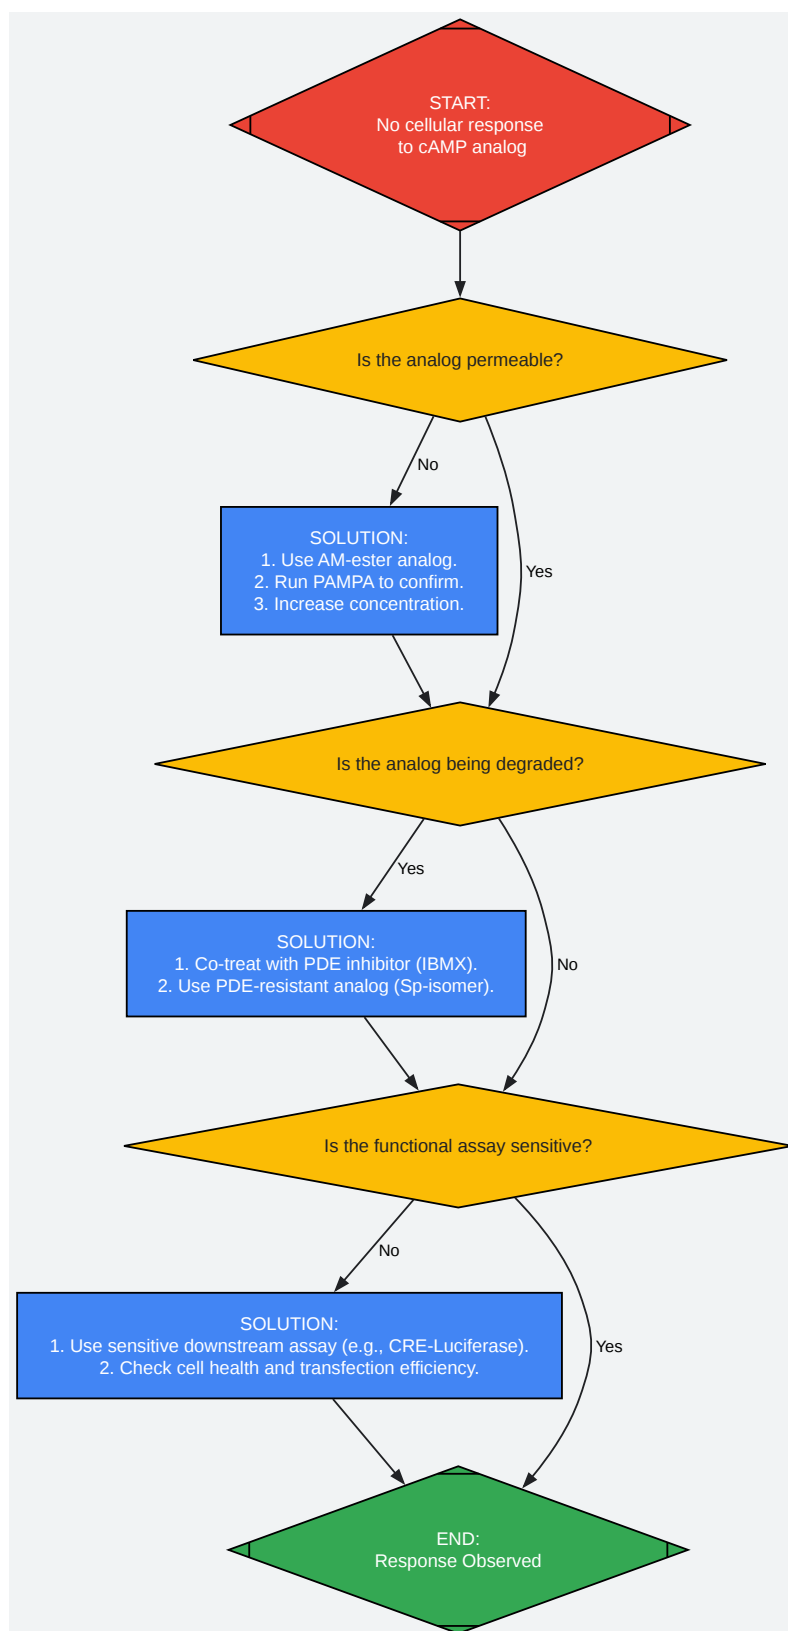 START:
No cellular response
to cAMP analog
Is the analog permeable?
No
SOLUTION:
1. Use AM-ester analog.
2. Run PAMPA to confirm.
3. Increase concentration.
Yes
Is the analog being degraded?
Yes
SOLUTION:
1. Co-treat with PDE inhibitor (IBMX).
2. Use PDE-resistant analog (Sp-isomer).
No
Is the functional assay sensitive?
No
SOLUTION:
1. Use sensitive downstream assay (e.g., CRE-Luciferase).
2. Check cell health and transfection efficiency.
Yes
END:
Response Observed